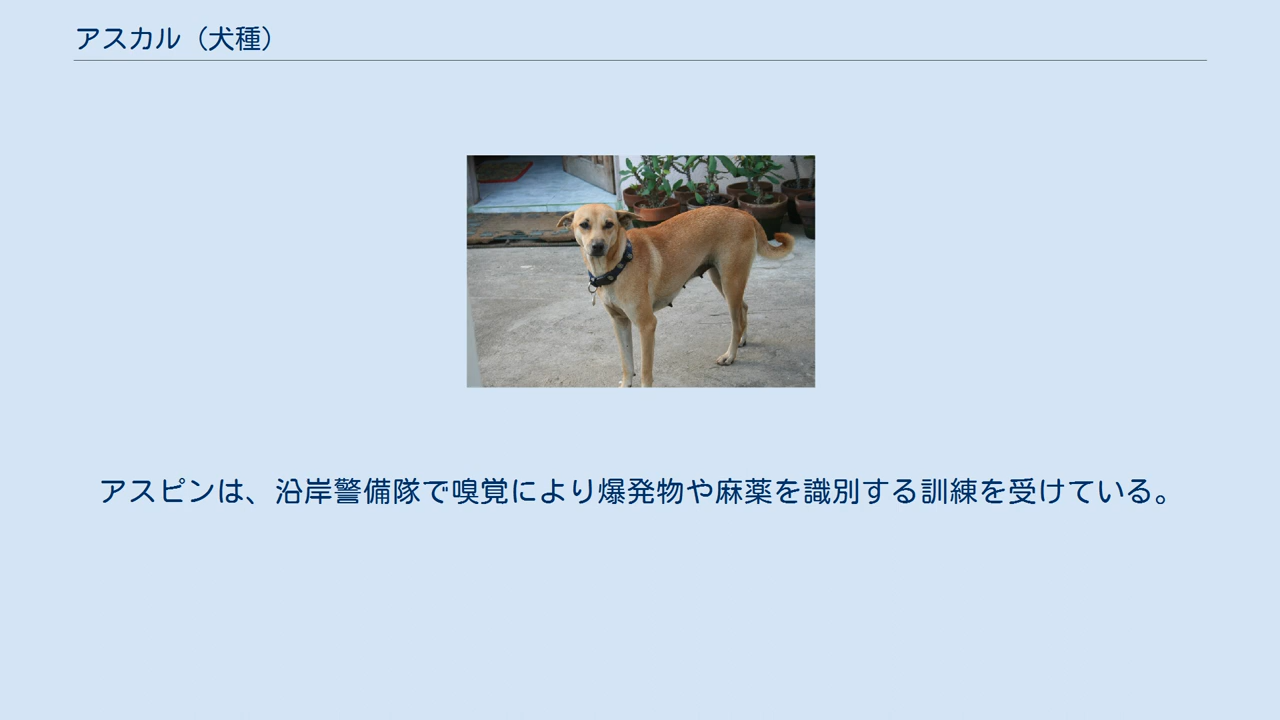 アスカル（犬種）
アスピンは、沿岸警備隊で嗅覚により爆発物や麻薬を識別する訓練を受けている。